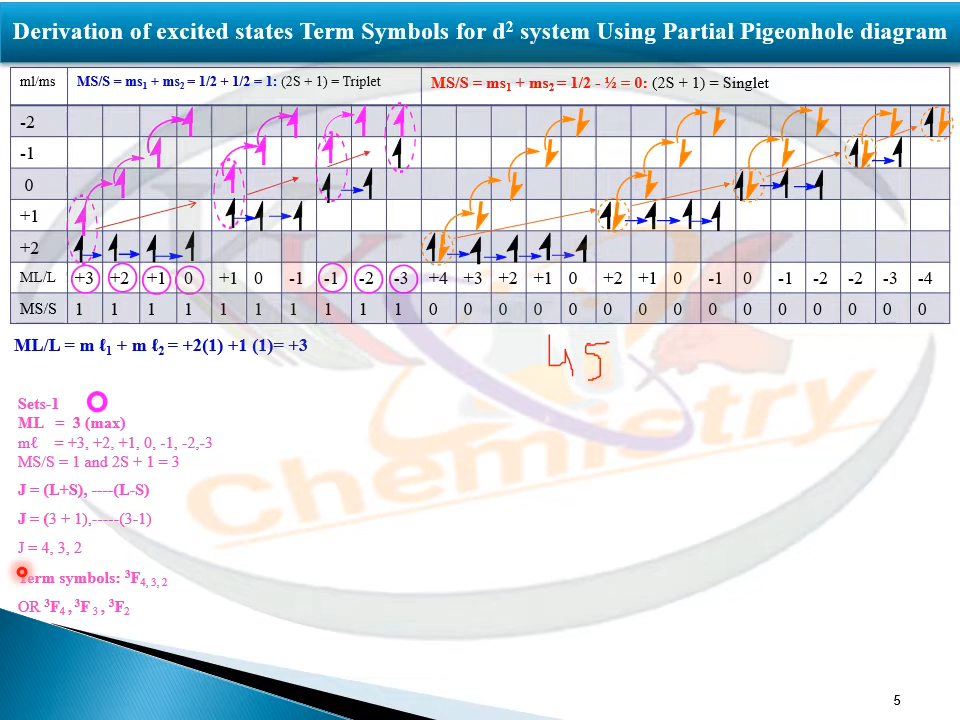 Derivation of excited states Term Symbols for d² system Using Partial Pigeonhole diagram
ml/ms MS/S = ms₁ + ms₂ = 1/2 + 1/2 = 1: (2S + 1) = Triplet MS/S = ms₁ + ms₂ = 1/2 - ½ = 0: (2S + 1) = Singlet
-2
-1
0
+1
+2
ML/L +3 +2 +1 0 +1 0 -1 -1 -2 -3 +4 +3 +2 +1 0 +2 +1 0 -1 0 -1 -2 -2 -3 -4
MS/S 1 1 1 1 1 1 1 1 1 1 0 0 0 0 0 0 0 0 0 0 0 0 0 0 0
ML/L = m ℓ₁ + m ℓ₂ = +2(1) +1 (1)= +3
45
Sets-1
ML = 3 (max)
mℓ = +3, +2, +1, 0, -1, -2,-3
MS/S = 1 and 2S + 1 = 3
J = (L+S), ----(L-S)
J = (3 + 1),-----(3-1)
J = 4, 3, 2
Term symbols: ³F₄, ₃, ₂
OR ³F₄ , ³F ₃ , ³F₂
Chemistry
5